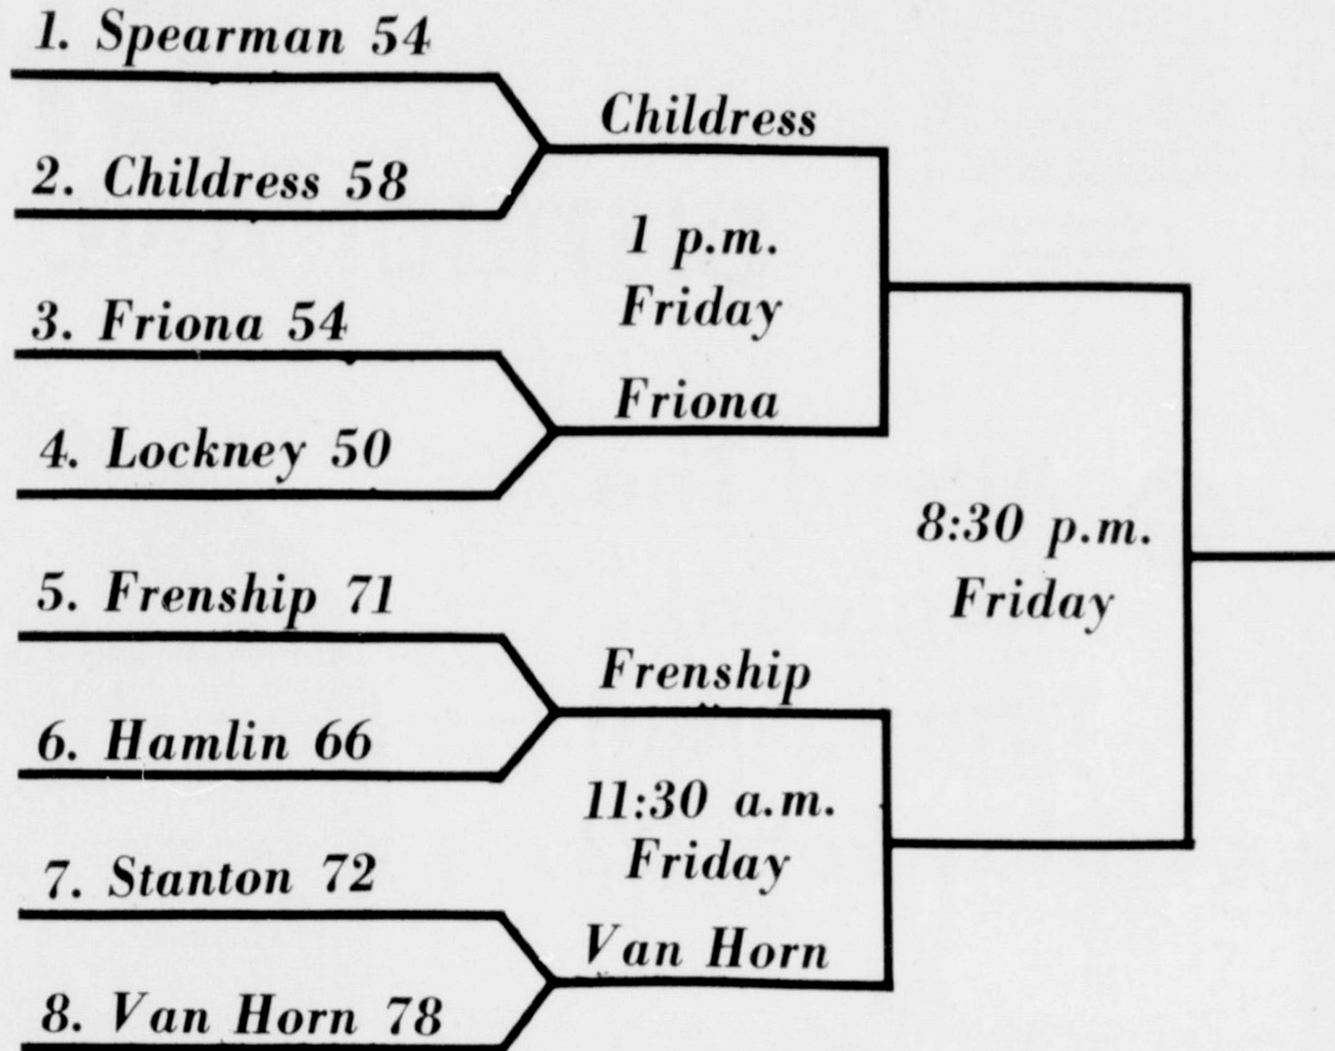 1. Spearman 54
Childress
2. Childress 58
1 p.m.
Friday
3. Friona 54
Friona
4. Lockney 50
8:30 p.m.
Friday
5. Frenship 71
Frenship
6. Hamlin 66
11:30 a.m.
Friday
7. Stanton 72
Van Horn
8. Van Horn 78